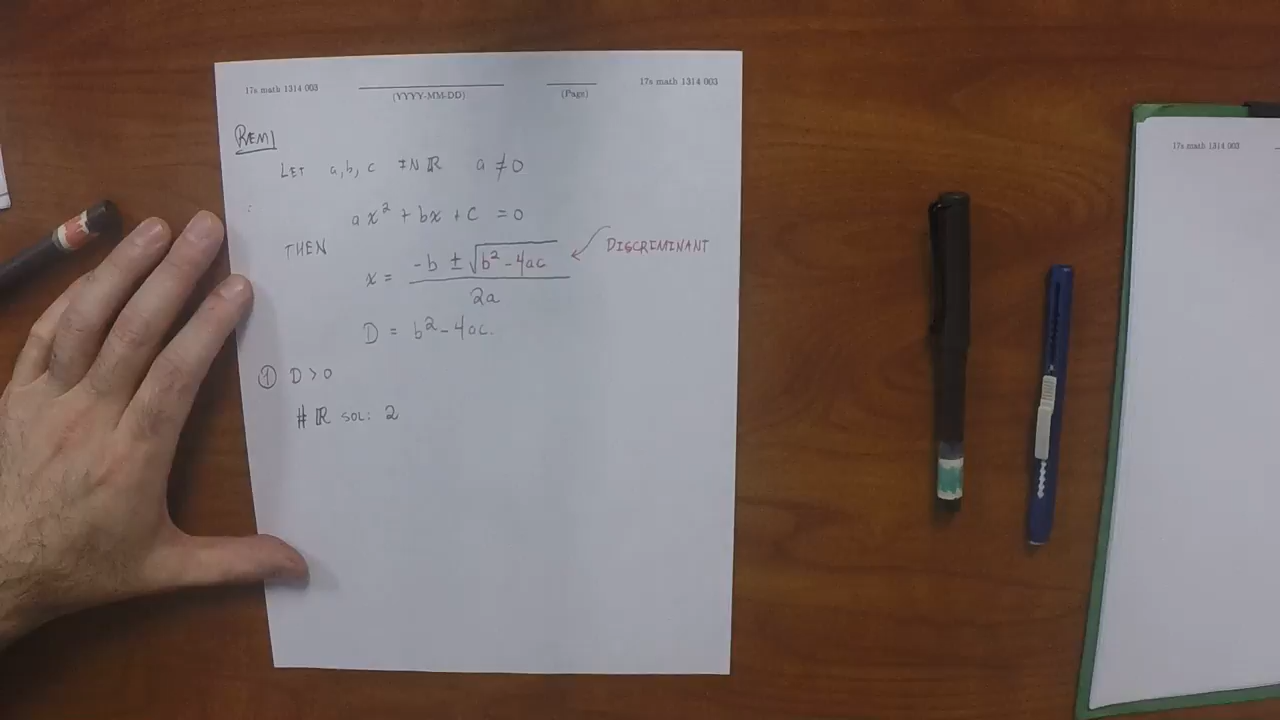 17s math 1314 003 (YYYY-MM-DD) (Page) 17s math 1314 003
REM
LET a, b, c IN ℝ a ≠ 0
ax² + bx + c = 0
THEN
x = (-b ± √(b² - 4ac)) / 2a
DISCRIMINANT
D = b² - 4ac.
① D > 0
# ℝ SOL: 2
17s math 1314 003